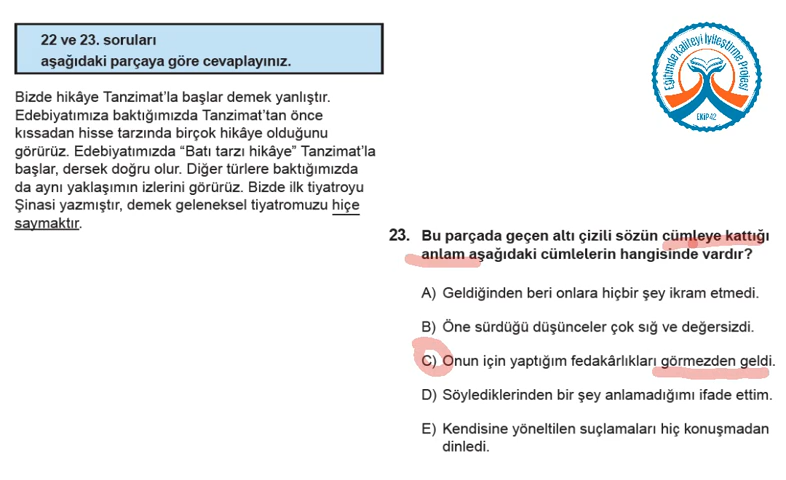 22 ve 23. soruları
aşağıdaki parçaya göre cevaplayınız.
Bizde hikâye Tanzimat’la başlar demek yanlıştır.
Edebiyatımıza baktığımızda Tanzimat’tan önce
kıssadan hisse tarzında birçok hikâye olduğunu
görürüz. Edebiyatımızda “Batı tarzı hikâye” Tanzimat’la
başlar, dersek doğru olur. Diğer türlere baktığımızda
da aynı yaklaşımın izlerini görürüz. Bizde ilk tiyatroyu
Şinasi yazmıştır, demek geleneksel tiyatromuzu hiçe
saymaktır.
Eğitimde Kaliteyi İyileştirme Projesi
EKİP42
23. Bu parçada geçen altı çizili sözün cümleye kattığı
anlam aşağıdaki cümlelerin hangisinde vardır?
A) Geldiğinden beri onlara hiçbir şey ikram etmedi.
B) Öne sürdüğü düşünceler çok sığ ve değersizdi.
C) Onun için yaptığım fedakârlıkları görmezden geldi.
D) Söylediklerinden bir şey anlamadığımı ifade ettim.
E) Kendisine yöneltilen suçlamaları hiç konuşmadan
dinledi.